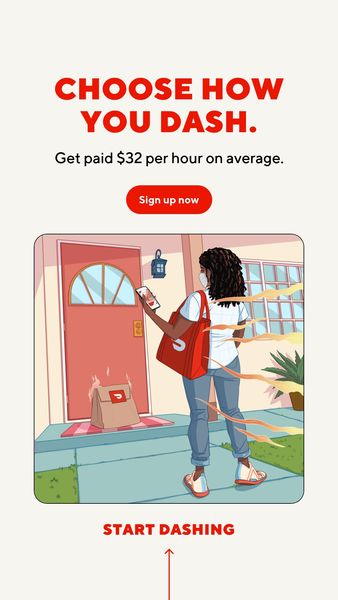 CHOOSE HOW
YOU DASH.
Get paid $32 per hour on average.
Sign up now
START DASHING